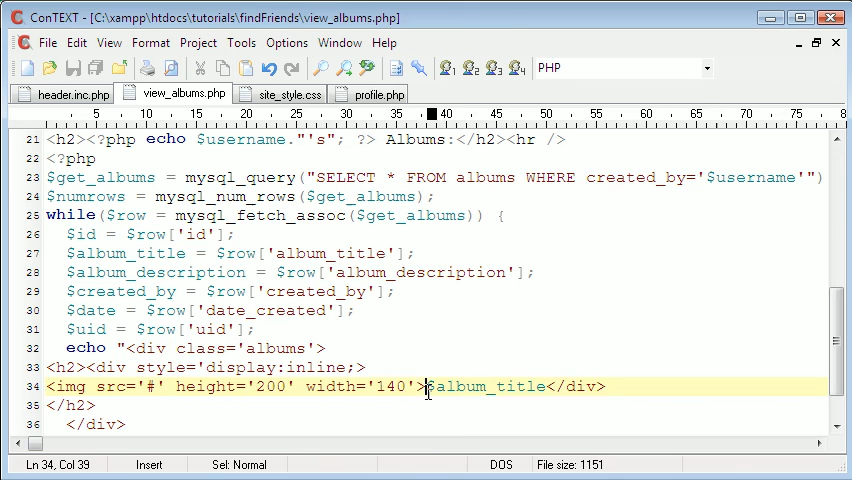 ConTEXT - [C:\xampp\htdocs\tutorials\findFriends\view_albums.php]
File Edit View Format Project Tools Options Window Help
PHP
header.inc.php view_albums.php site_style.css profile.php
0 5 10 15 20 25 30 35 40 45 50 55 60 65 70 75 8
21 <h2><?php echo $username."'s"; ?> Albums:</h2><hr />
22 <?php
23 $get_albums = mysql_query("SELECT * FROM albums WHERE created_by='$username'")
24 $numrows = mysql_num_rows($get_albums);
25 while($row = mysql_fetch_assoc($get_albums)) {
26 $id = $row['id'];
27 $album_title = $row['album_title'];
28 $album_description = $row['album_description'];
29 $created_by = $row['created_by'];
30 $date = $row['date_created'];
31 $uid = $row['uid'];
32 echo "<div class='albums'>
33 <h2><div style='display:inline;>
34 <img src='#' height='200' width='140'>$album_title</div>
35 </h2>
36 </div>
Ln 34, Col 39 Insert Sel: Normal DOS File size: 1151